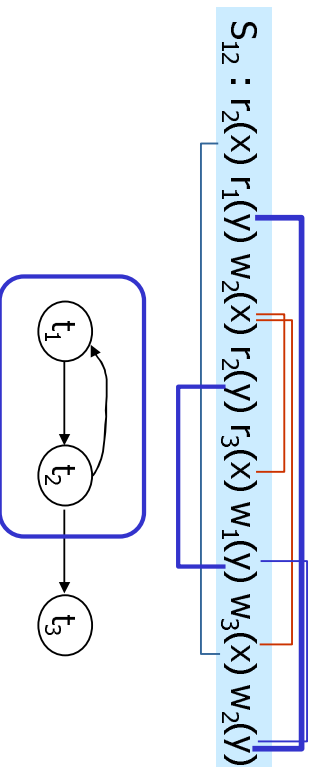 S₁₂ : r₂(x) r₁(y) w₂(x) r₂(y) r₃(x) w₁(y) w₃(x) w₂(y)
t₁ t₂ t₃